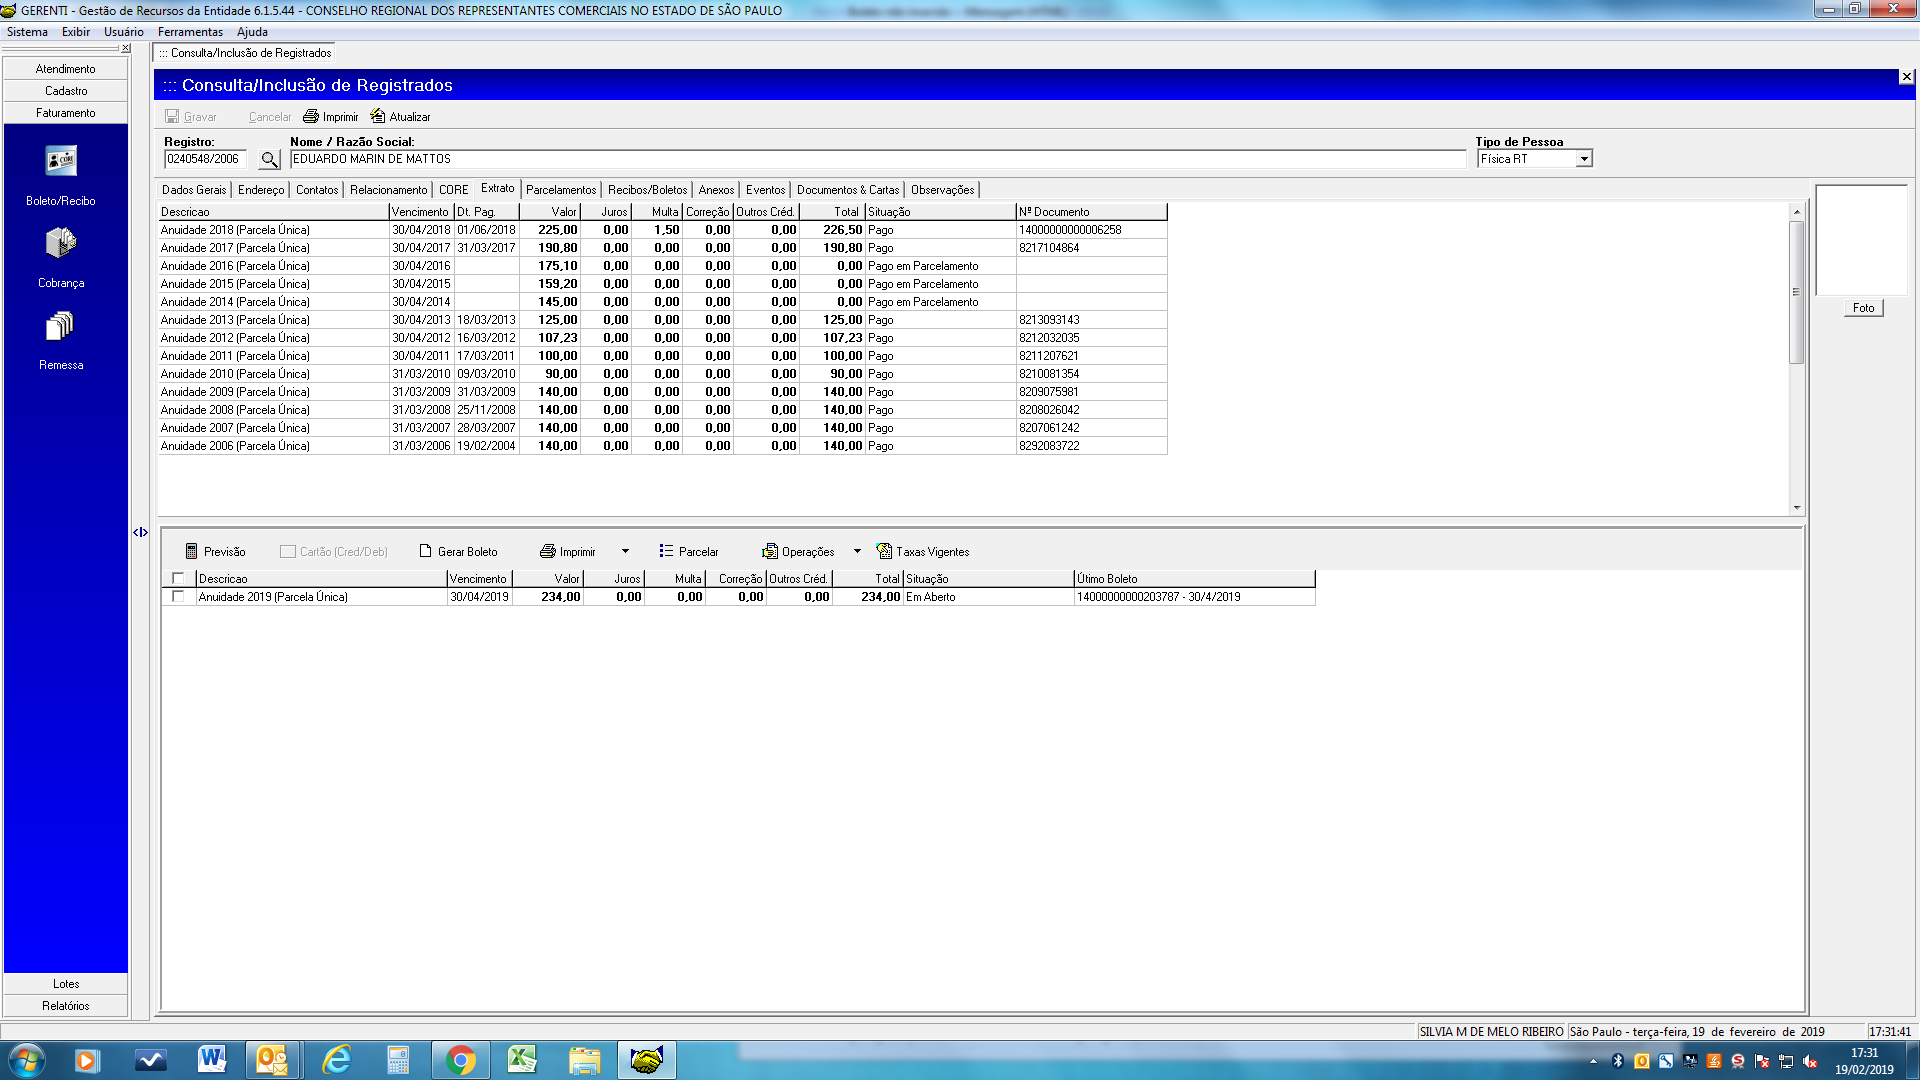 GERENTI - Gestão de Recursos da Entidade 6.1.5.44 - CONSELHO REGIONAL DOS REPRESENTANTES COMERCIAIS NO ESTADO DE SÃO PAULO
Sistema Exibir Usuário Ferramentas Ajuda
::: Consulta/Inclusão de Registrados
Atendimento
Cadastro
Faturamento
Boleto/Recibo
Cobrança
Remessa
Lotes
Relatórios
::: Consulta/Inclusão de Registrados
Gravar Cancelar Imprimir Atualizar
Registro: Nome / Razão Social: Tipo de Pessoa
0240548/2006 EDUARDO MARIN DE MATTOS Física RT
Dados Gerais Endereço Contatos Relacionamento CORE Extrato Parcelamentos Recibos/Boletos Anexos Eventos Documentos & Cartas Observações
Descricao Vencimento Dt. Pag. Valor Juros Multa Correção Outros Créd. Total Situação Nº Documento
Anuidade 2018 (Parcela Única) 30/04/2018 01/06/2018 225,00 0,00 1,50 0,00 0,00 226,50 Pago 14000000000006258
Anuidade 2017 (Parcela Única) 30/04/2017 31/03/2017 190,80 0,00 0,00 0,00 0,00 190,80 Pago 8217104864
Anuidade 2016 (Parcela Única) 30/04/2016 175,10 0,00 0,00 0,00 0,00 0,00 Pago em Parcelamento
Anuidade 2015 (Parcela Única) 30/04/2015 159,20 0,00 0,00 0,00 0,00 0,00 Pago em Parcelamento
Anuidade 2014 (Parcela Única) 30/04/2014 145,00 0,00 0,00 0,00 0,00 0,00 Pago em Parcelamento
Anuidade 2013 (Parcela Única) 30/04/2013 18/03/2013 125,00 0,00 0,00 0,00 0,00 125,00 Pago 8213093143
Anuidade 2012 (Parcela Única) 30/04/2012 16/03/2012 107,23 0,00 0,00 0,00 0,00 107,23 Pago 8212032035
Anuidade 2011 (Parcela Única) 30/04/2011 17/03/2011 100,00 0,00 0,00 0,00 0,00 100,00 Pago 8211207621
Anuidade 2010 (Parcela Única) 31/03/2010 09/03/2010 90,00 0,00 0,00 0,00 0,00 90,00 Pago 8210081354
Anuidade 2009 (Parcela Única) 31/03/2009 31/03/2009 140,00 0,00 0,00 0,00 0,00 140,00 Pago 8209075981
Anuidade 2008 (Parcela Única) 31/03/2008 25/11/2008 140,00 0,00 0,00 0,00 0,00 140,00 Pago 8208026042
Anuidade 2007 (Parcela Única) 31/03/2007 28/03/2007 140,00 0,00 0,00 0,00 0,00 140,00 Pago 8207061242
Anuidade 2006 (Parcela Única) 31/03/2006 19/02/2004 140,00 0,00 0,00 0,00 0,00 140,00 Pago 8292083722
Foto
Previsão Cartão (Cred/Deb) Gerar Boleto Imprimir Parcelar Operações Taxas Vigentes
Descricao Vencimento Valor Juros Multa Correção Outros Créd. Total Situação Útimo Boleto
Anuidade 2019 (Parcela Única) 30/04/2019 234,00 0,00 0,00 0,00 0,00 234,00 Em Aberto 14000000000203787 - 30/4/2019
SILVIA M DE MELO RIBEIRO São Paulo - terça-feira, 19 de fevereiro de 2019 17:31:41
17:31
19/02/2019